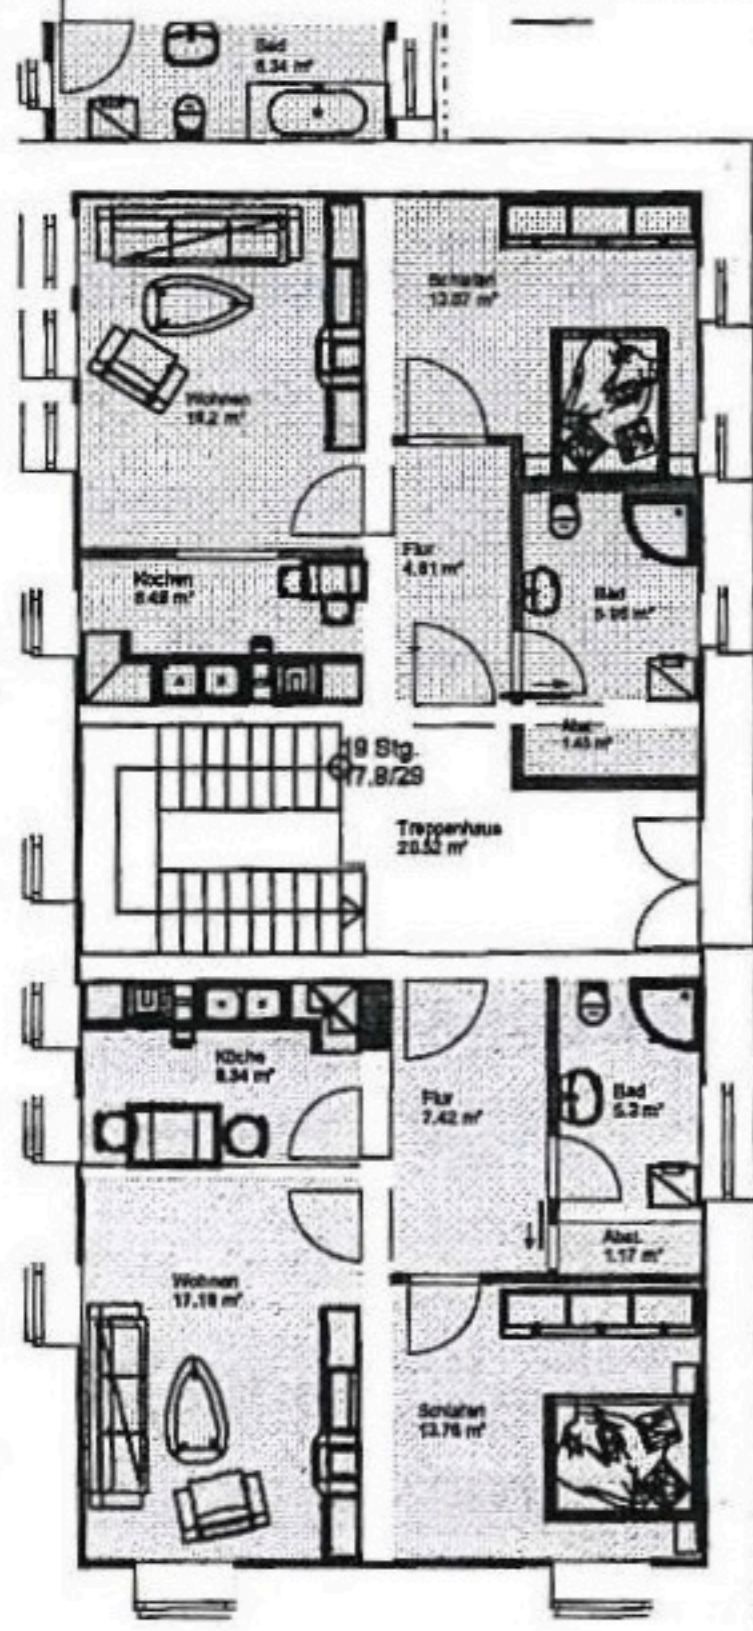 Bad
6.34 m²
Schlafen
13.07 m²
Wohnen
18.2 m²
Flur
4.81 m²
Kochen
6.48 m²
Bad
Abst.
1.45 m²
19 Stg.
17.8/29
Treppenhaus
20.52 m²
Küche
8.34 m²
Flur
7.42 m²
Bad
5.3 m²
Abst.
1.17 m²
Wohnen
17.18 m²
Schlafen
13.76 m²